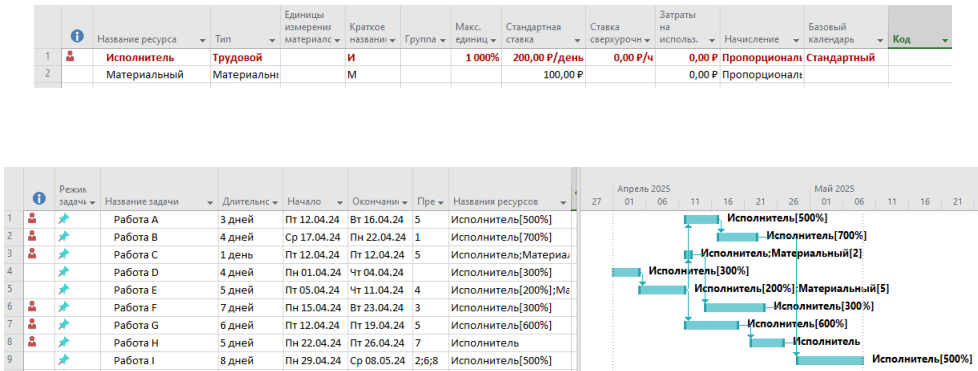 Название ресурса Тип Единицы измерения материалс Краткое названи Группа Макс. единиц Стандартная ставка Ставка сверхурочн Затраты на использ. Начисление Базовый календарь Код
1 Исполнитель Трудовой И 1 000% 200,00 ₽/день 0,00 ₽/ч 0,00 ₽ Пропорциональ Стандартный
2 Материальный Материальнь М 100,00 ₽ 0,00 ₽ Пропорциональ
Режим задачи Название задачи Длительнс Начало Окончани Пре Названия ресурсов
Апрель 2025 Май 2025
27 01 06 11 16 21 26 01 06 11 16 21
1 Работа A 3 дней Пт 12.04.24 Вт 16.04.24 5 Исполнитель[500%] Исполнитель[500%]
2 Работа B 4 дней Ср 17.04.24 Пн 22.04.24 1 Исполнитель[700%] Исполнитель[700%]
3 Работа C 1 день Пт 12.04.24 Пт 12.04.24 5 Исполнитель;Материал Исполнитель;Материальный[2]
4 Работа D 4 дней Пн 01.04.24 Чт 04.04.24 Исполнитель[300%] Исполнитель[300%]
5 Работа E 5 дней Пт 05.04.24 Чт 11.04.24 4 Исполнитель[200%];Ма Исполнитель[200%];Материальный[5]
6 Работа F 7 дней Пн 15.04.24 Вт 23.04.24 3 Исполнитель[300%] Исполнитель[300%]
7 Работа G 6 дней Пт 12.04.24 Пт 19.04.24 5 Исполнитель[600%] Исполнитель[600%]
8 Работа H 5 дней Пн 22.04.24 Пт 26.04.24 7 Исполнитель Исполнитель
9 Работа I 8 дней Пн 29.04.24 Ср 08.05.24 2;6;8 Исполнитель[500%] Исполнитель[500%]